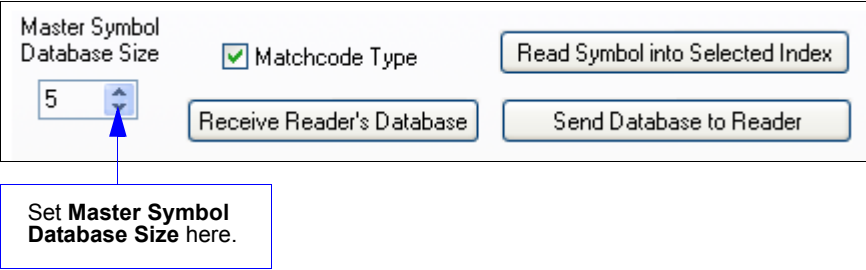 Master Symbol
Database Size
5
Matchcode Type
Read Symbol into Selected Index
Receive Reader's Database
Send Database to Reader
Set Master Symbol
Database Size here.